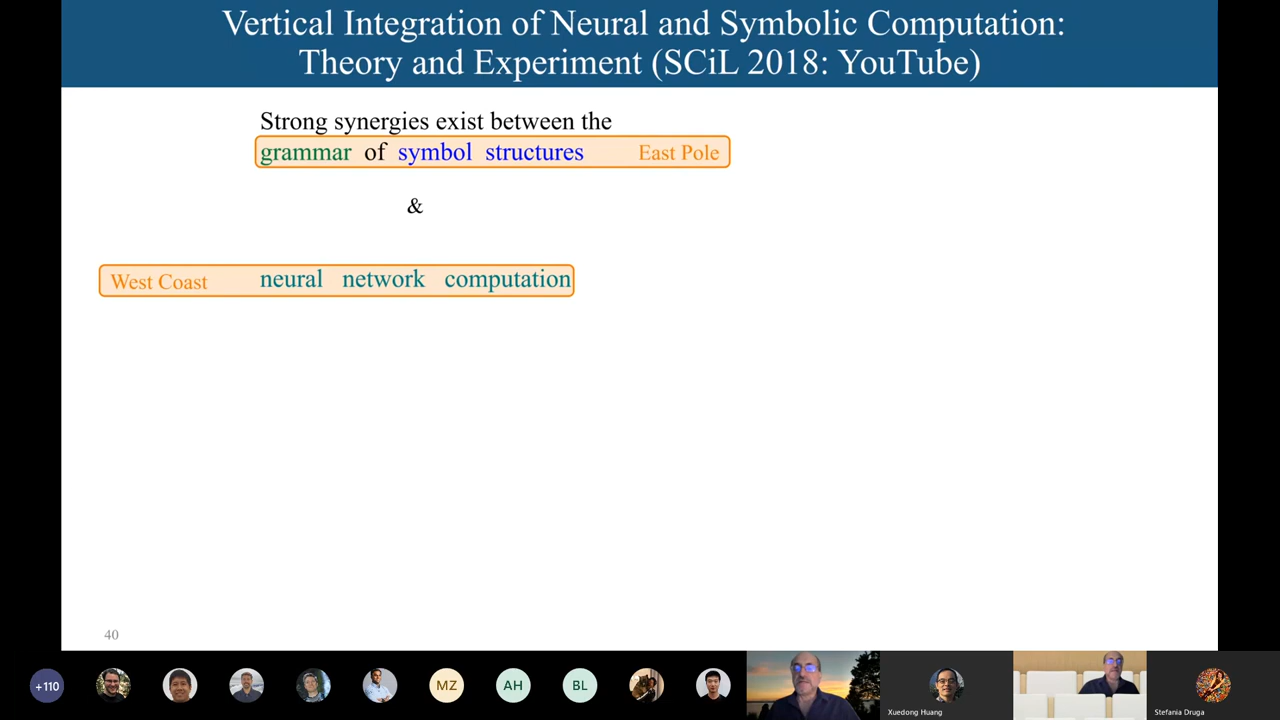 Vertical Integration of Neural and Symbolic Computation:
Theory and Experiment (SCiL 2018: YouTube)
Strong synergies exist between the
grammar of symbol structures East Pole
&
West Coast neural network computation
40
+110
MZ
AH
BL
Xuedong Huang
Stefania Druga